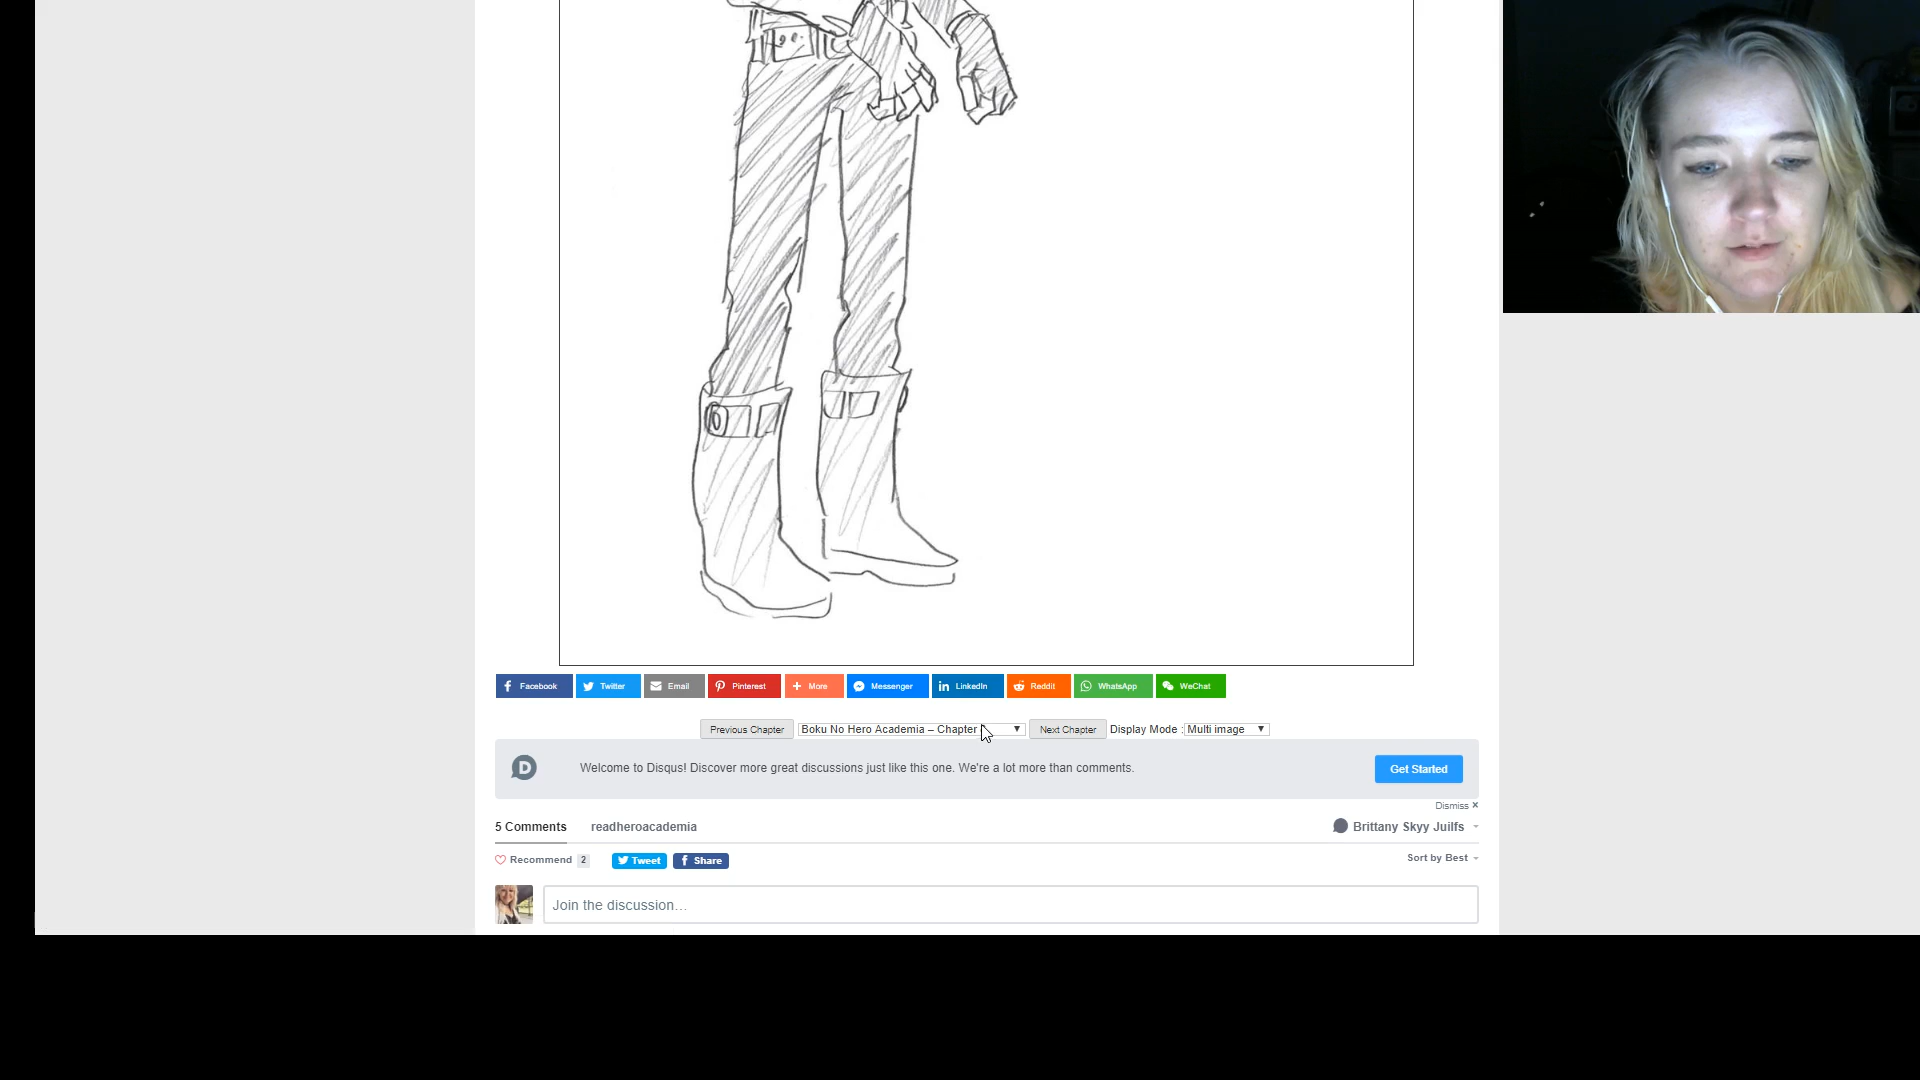 Facebook Twitter Email Pinterest More Messenger LinkedIn Reddit WhatsApp WeChat
Previous Chapter Boku No Hero Academia – Chapter Next Chapter Display Mode : Multi image
Welcome to Disqus! Discover more great discussions just like this one. We're a lot more than comments. Get Started
Dismiss ×
5 Comments readheroacademia Brittany Skyy Juilfs
Recommend 2 Tweet Share Sort by Best
Join the discussion…